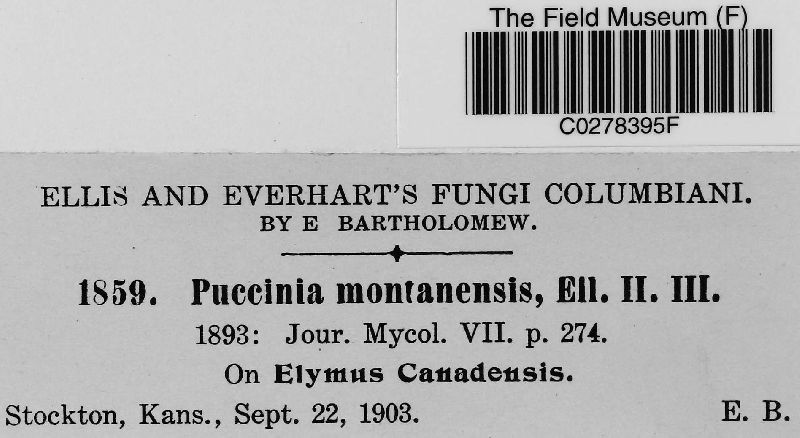 The Field Museum (F)
C0278395F
ELLIS AND EVERHART'S FUNGI COLUMBIANI.
BY E BARTHOLOMEW.
1859. Puccinia montanensis, Ell. II. III.
1893: Jour. Mycol. VII. p. 274.
On Elymus Canadensis.
Stockton, Kans., Sept. 22, 1903. E. B.